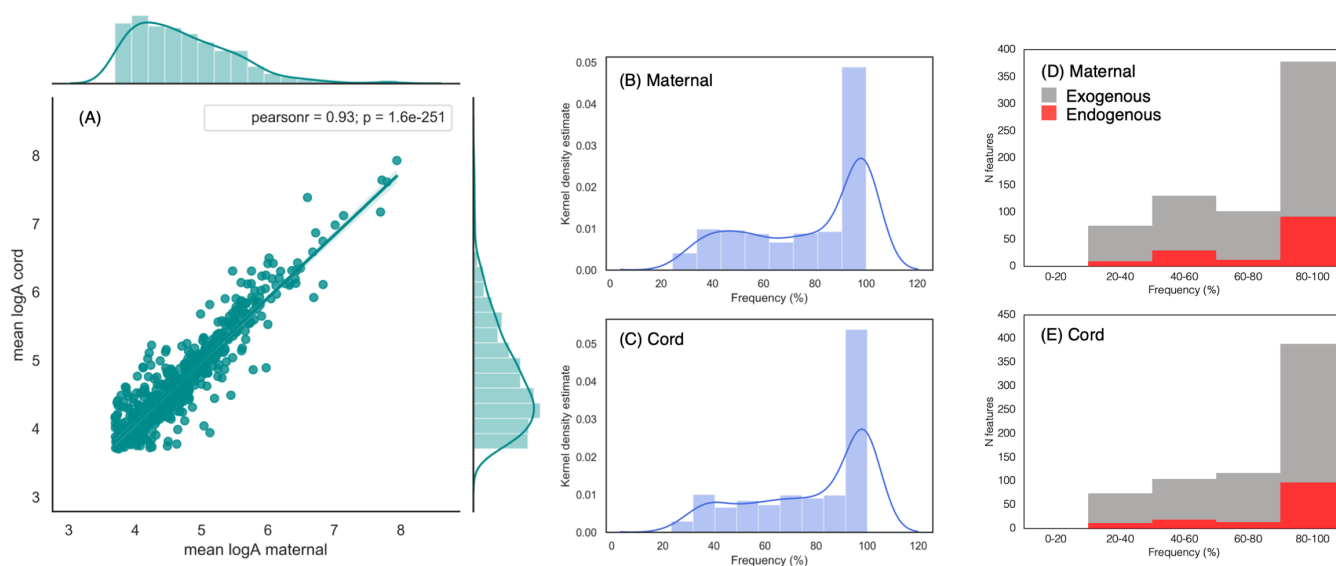 (A)
pearsonr = 0.93; p = 1.6e-251
mean logA cord
8
7
6
5
4
3
3 4 5 6 7 8
mean logA maternal
(B) Maternal
Kernel density estimate
0.05
0.04
0.03
0.02
0.01
0.00
0 20 40 60 80 100 120
Frequency (%)
(C) Cord
Kernel density estimate
0.05
0.04
0.03
0.02
0.01
0.00
0 20 40 60 80 100 120
Frequency (%)
(D) Maternal
Exogenous
Endogenous
N features
400
350
300
250
200
150
100
50
0
0-20 20-40 40-60 60-80 80-100
Frequency (%)
(E) Cord
N features
450
400
350
300
250
200
150
100
50
0
0-20 20-40 40-60 60-80 80-100
Frequency (%)